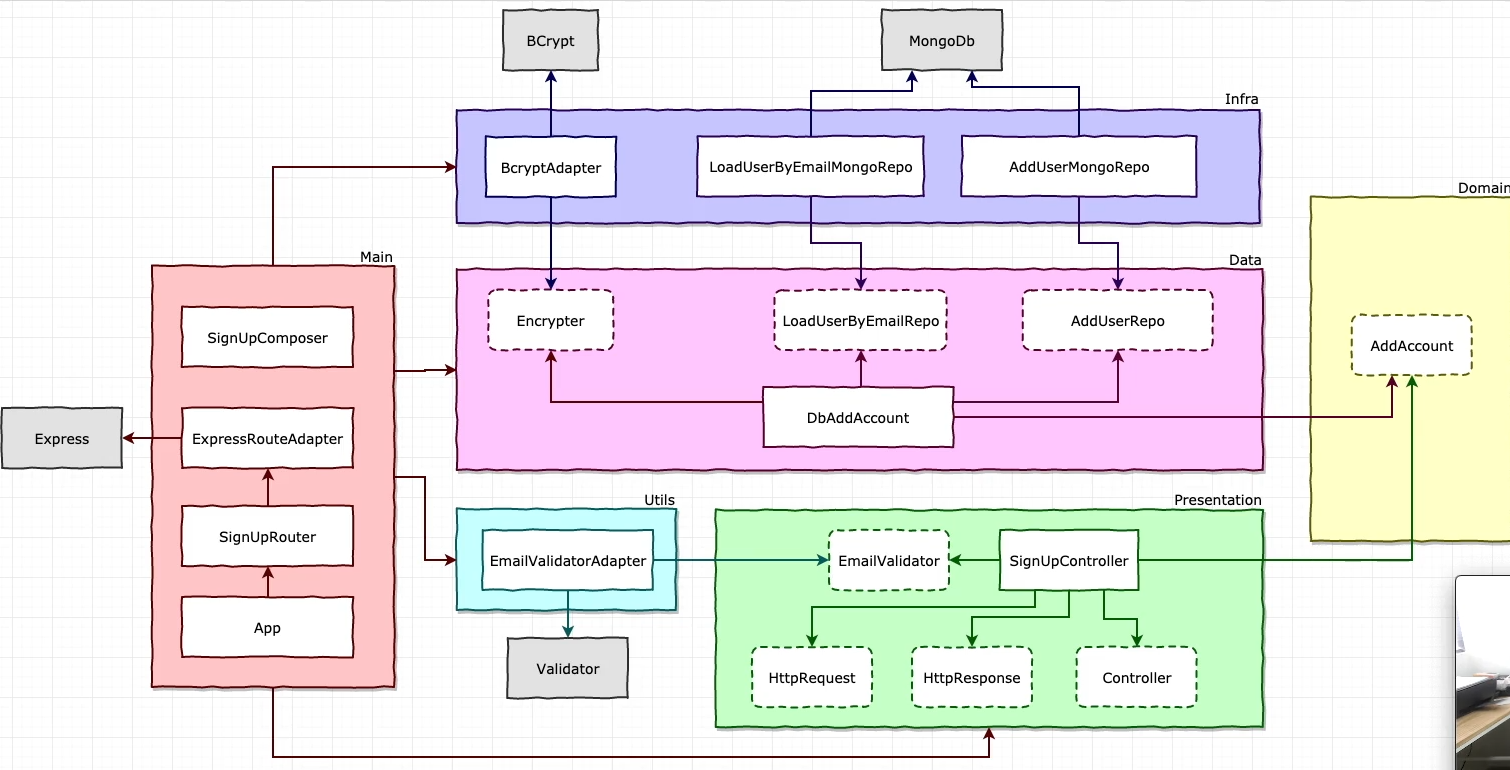 BCrypt
MongoDb
Infra
BcryptAdapter
LoadUserByEmailMongoRepo
AddUserMongoRepo
Domain
Main
Data
SignUpComposer
Encrypter
LoadUserByEmailRepo
AddUserRepo
AddAccount
Express
ExpressRouteAdapter
DbAddAccount
Utils
Presentation
SignUpRouter
EmailValidatorAdapter
EmailValidator
SignUpController
App
Validator
HttpRequest
HttpResponse
Controller